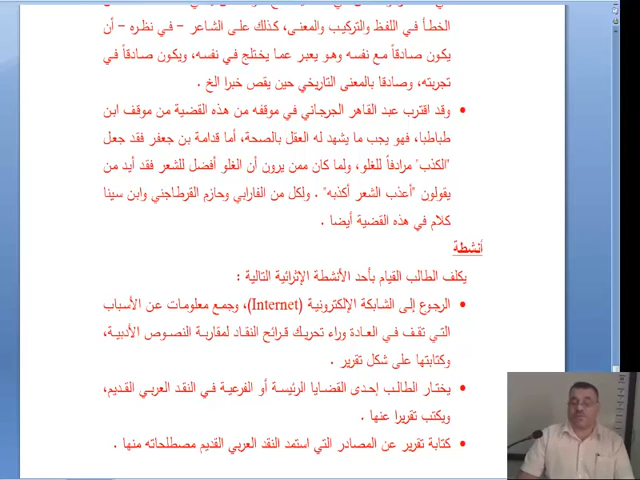 الخطأ في اللفظ والتركيب والمعنى، كذلك على الشاعر – في نظره – أن
يكون صادقاً مع نفسه وهو يعبر عما يختلج في نفسه، ويكون صادقاً في
تجربته، وصادقا بالمعنى التاريخي حين يقص خبرا الخ .
• وقد اقترب عبد القاهر الجرجاني في موقفه من هذه القضية من موقف ابن
طباطبا، فهو يجب ما يشهد له العقل بالصحة، أما قدامة بن جعفر فقد جعل
"الكذب" مرادفاً للغلو، ولما كان ممن يرون أن الغلو أفضل للشعر فقد أيد من
يقولون "أعذب الشعر أكذبه" . ولكل من الفارابي وحازم القرطاجني وابن سينا
كلام في هذه القضية أيضا .
أنشطة
يكلف الطالب القيام بأحد الأنشطة الإثرائية التالية :
• الرجوع إلى الشابكة الإلكترونية (Internet)، وجمع معلومات عن الأسباب
التي تقف في العادة وراء تحريك قرائح النقاد لمقاربة النصوص الأدبية،
وكتابتها على شكل تقرير .
• يختار الطالب إحدى القضايا الرئيسة أو الفرعية في النقد العربي القديم،
ويكتب تقريرا عنها .
• كتابة تقرير عن المصادر التي استمد النقد العربي القديم مصطلحاته منها .